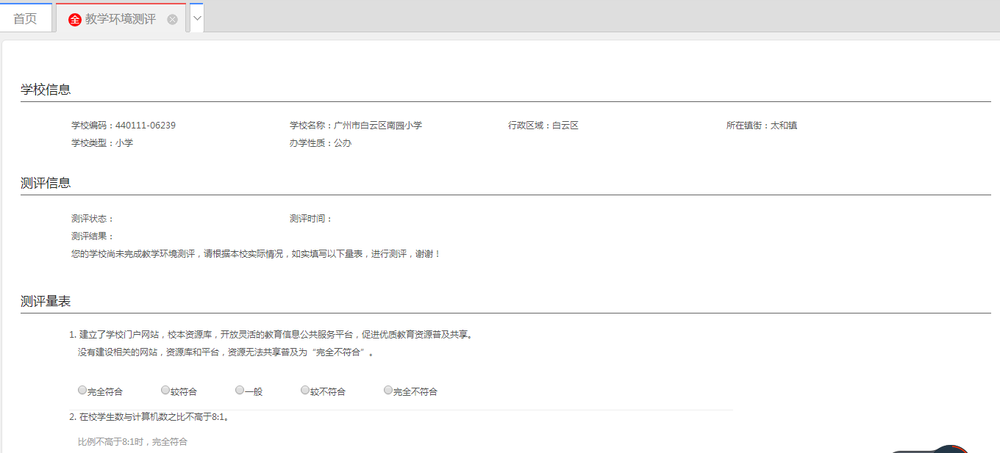 首页
全 教学环境测评
学校信息
学校编码：440111-06239 学校名称：广州市白云区南园小学 行政区域：白云区 所在镇街：太和镇
学校类型：小学 办学性质：公办
测评信息
测评状态： 测评时间：
测评结果：
您的学校尚未完成教学环境测评，请根据本校实际情况，如实填写以下量表，进行测评，谢谢！
测评量表
1. 建立了学校门户网站，校本资源库，开放灵活的教育信息公共服务平台，促进优质教育资源普及共享。
没有建设相关的网站，资源库和平台，资源无法共享普及为“完全不符合”。
完全符合 较符合 一般 较不符合 完全不符合
2. 在校学生数与计算机数之比不高于8:1。
比例不高于8:1时，完全符合